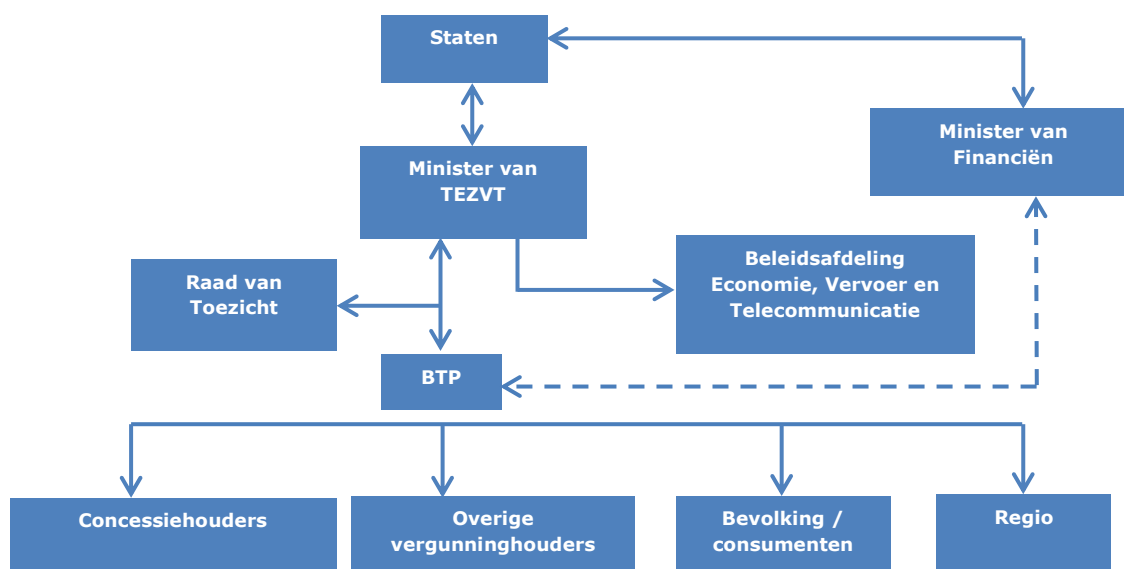 Staten
Minister van
Financiën
Minister van
TEZVT
Beleidsafdeling
Economie, Vervoer en
Telecommunicatie
Raad van
Toezicht
BTP
Concessiehouders
Overige
vergunninghouders
Bevolking /
consumenten
Regio